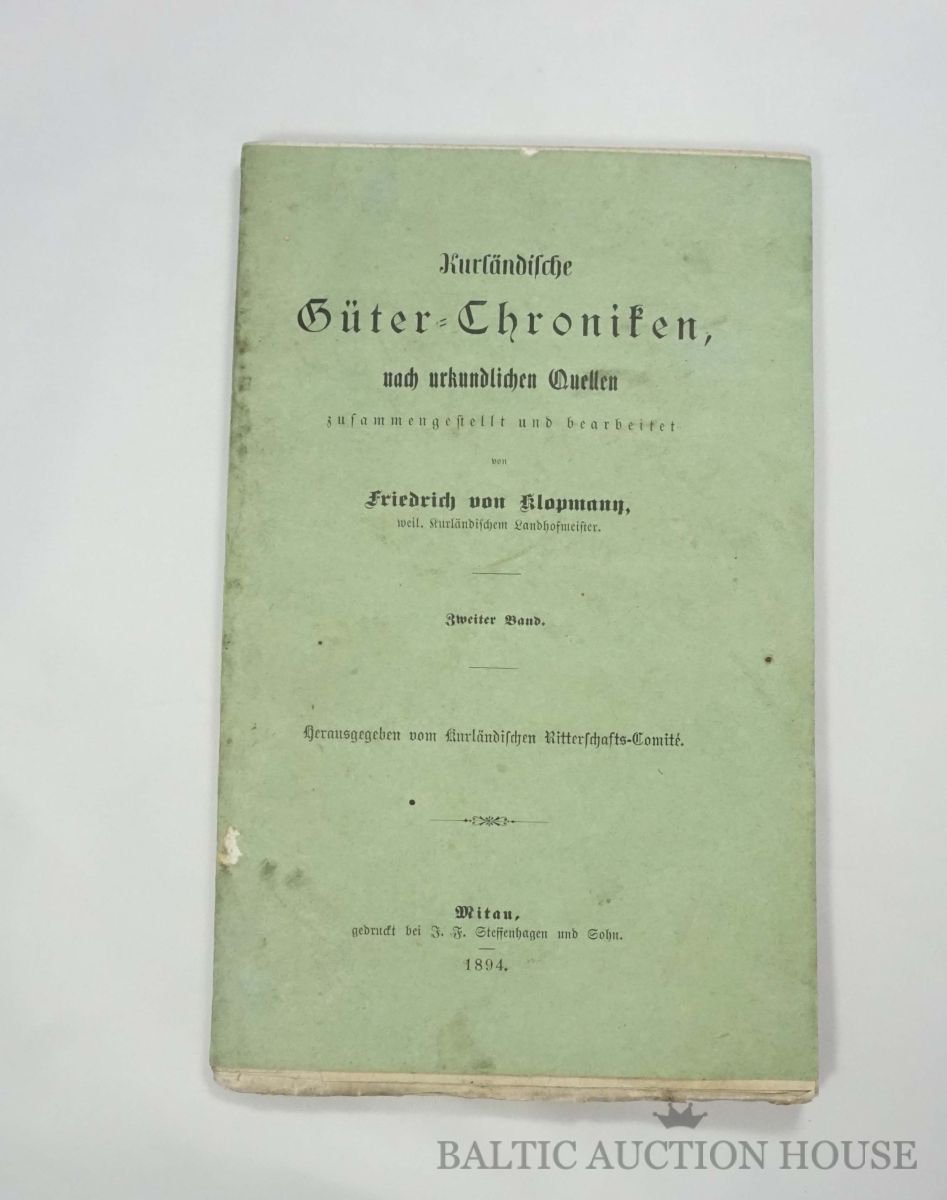 Kurländische
Güter-Chroniken,
nach urkundlichen Quellen
zusammengestellt und bearbeitet
von
Friedrich von Klopmann,
weil. Kurländischem Landhofmeister.
Zweiter Band.
Herausgegeben vom Kurländischen Ritterschafts-Comité.
Mitau,
gedruckt bei J. F. Steffenhagen und Sohn.
1894.
BALTIC AUCTION HOUSE